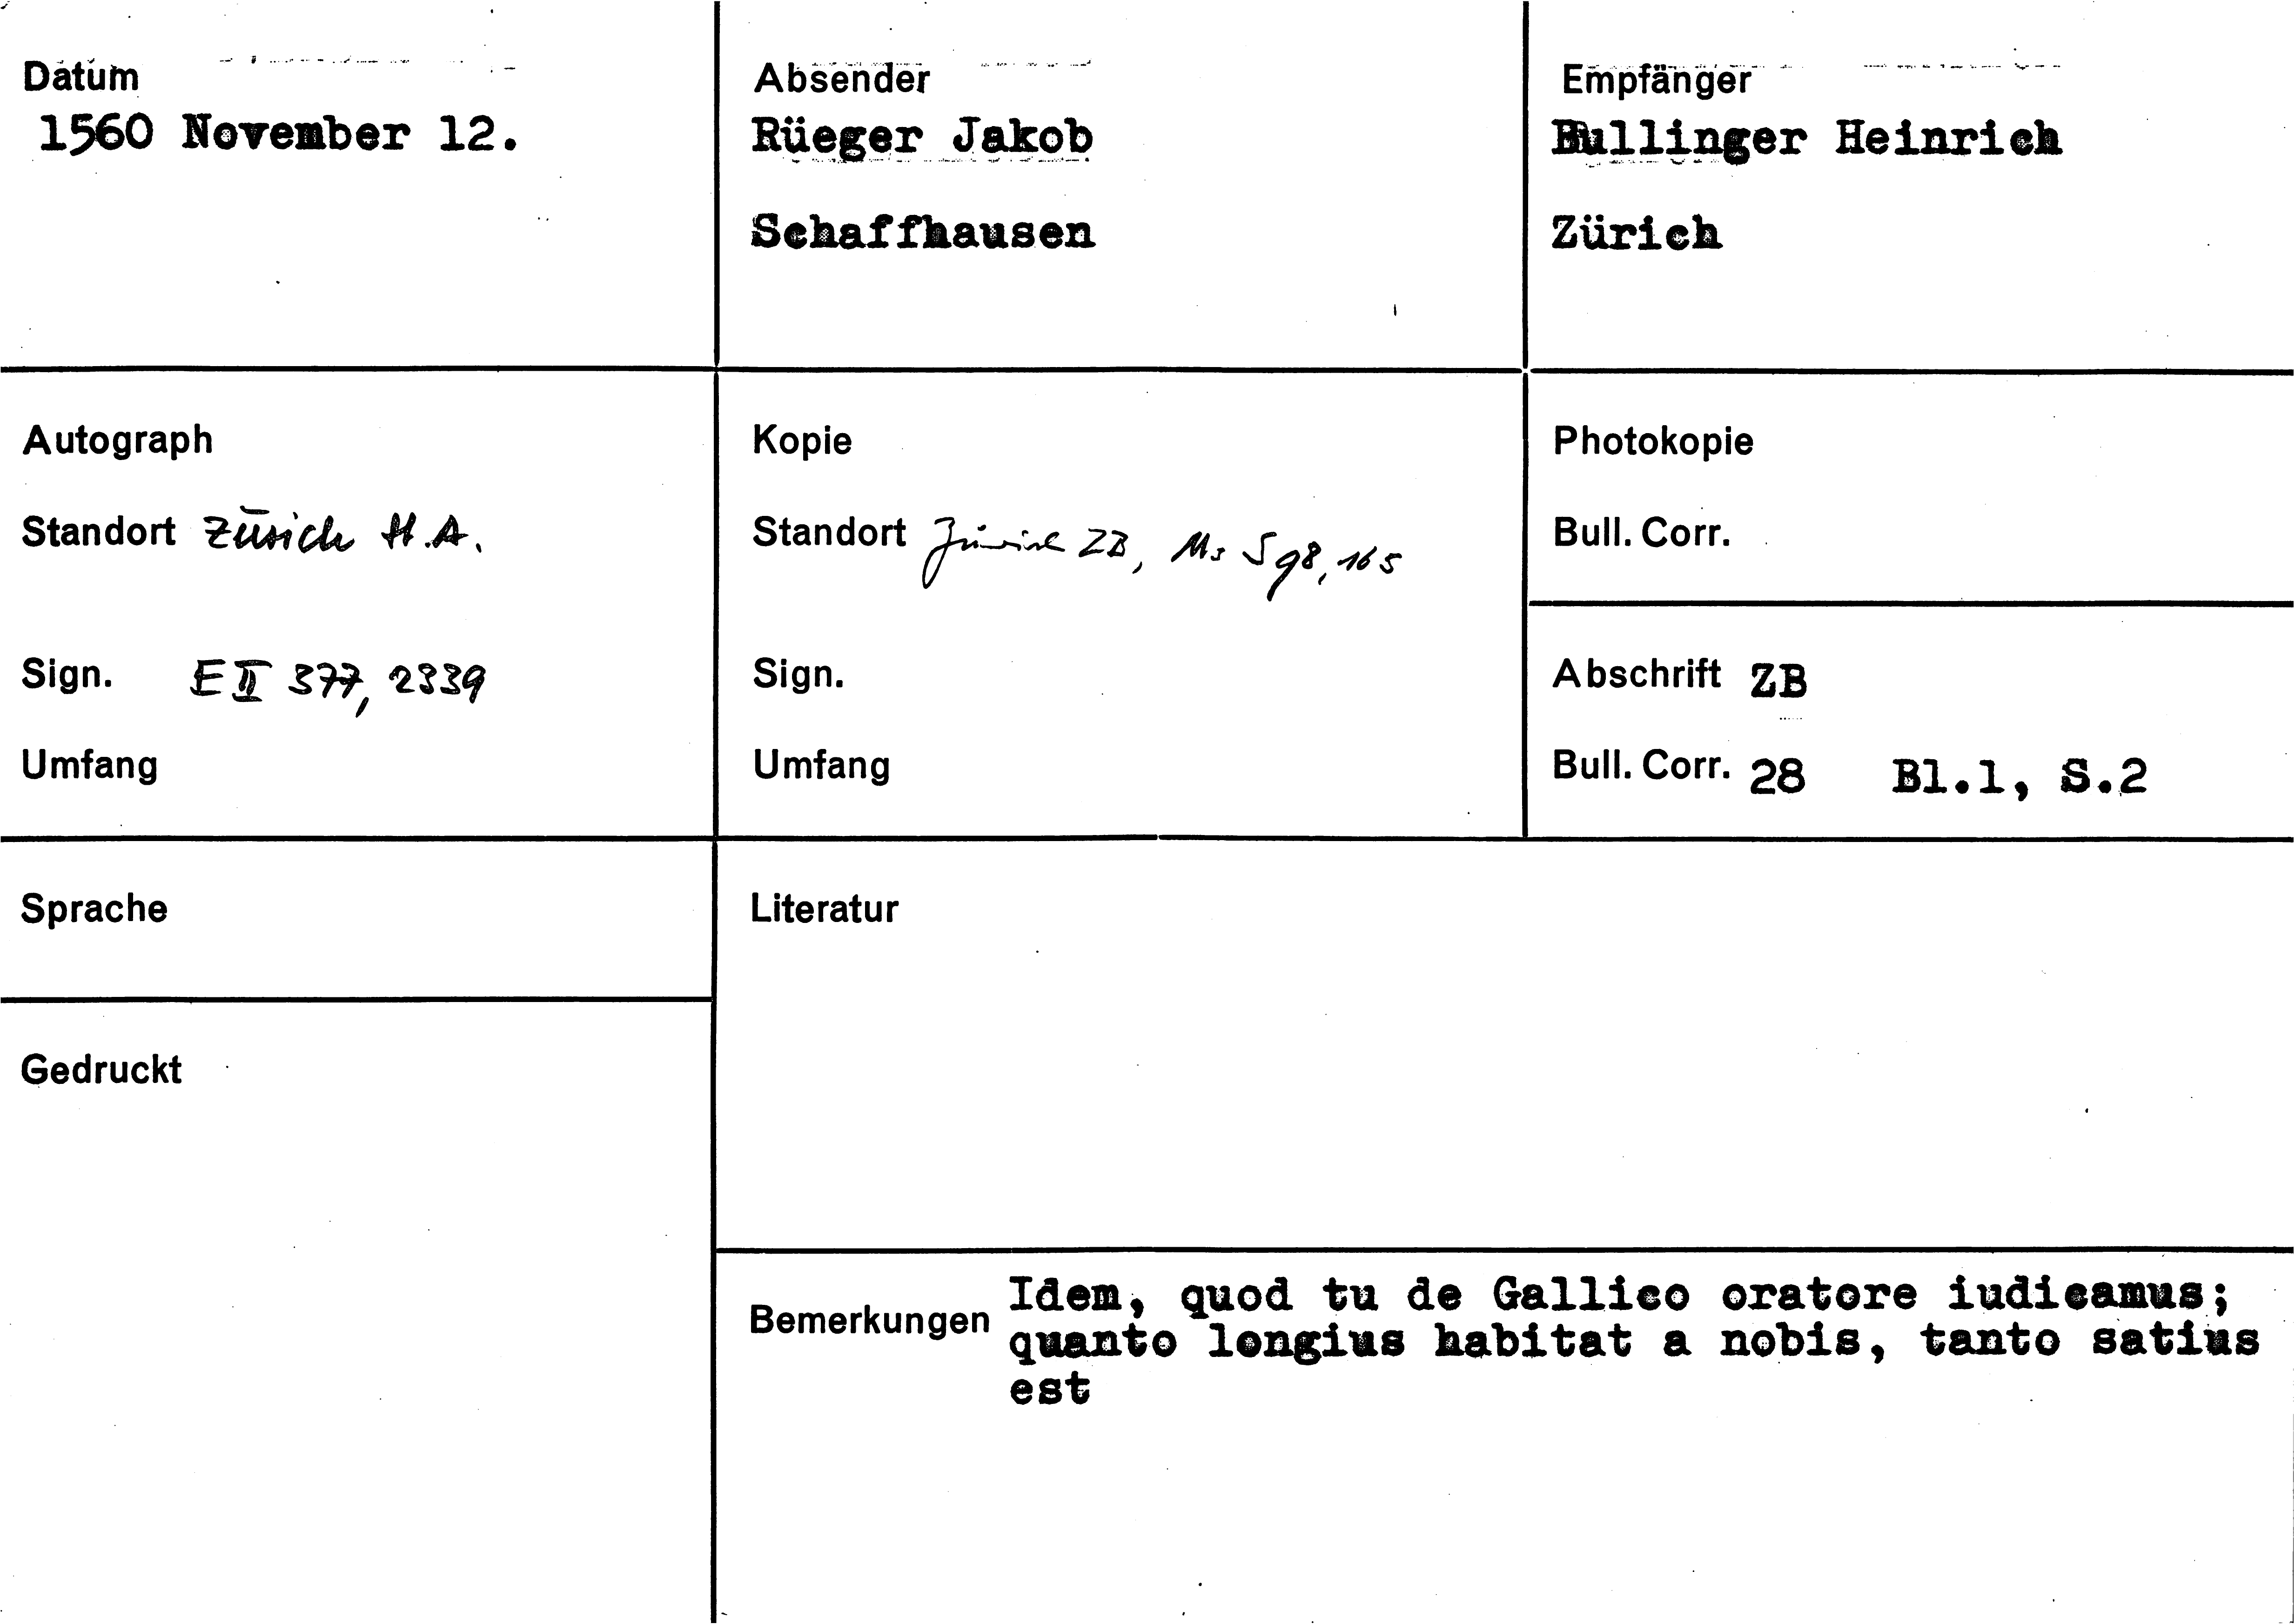 Datum
1560 November 12.
Absender
Rüeger Jakob
Schaffhausen
Empfänger
Bullinger Heinrich
Zürich
Autograph
Standort Zürich St.A.
Sign. E II 377, 2339
Umfang
Kopie
Standort Zürich ZB, Ms S 98, 165
Sign.
Umfang
Photokopie
Bull. Corr.
Abschrift ZB
Bull. Corr. 28 Bl.1, S.2
Sprache
Gedruckt
Literatur
Bemerkungen
Idem, quod tu de Gallico oratore iudicamus;
quanto longius habitat a nobis, tanto satius
est